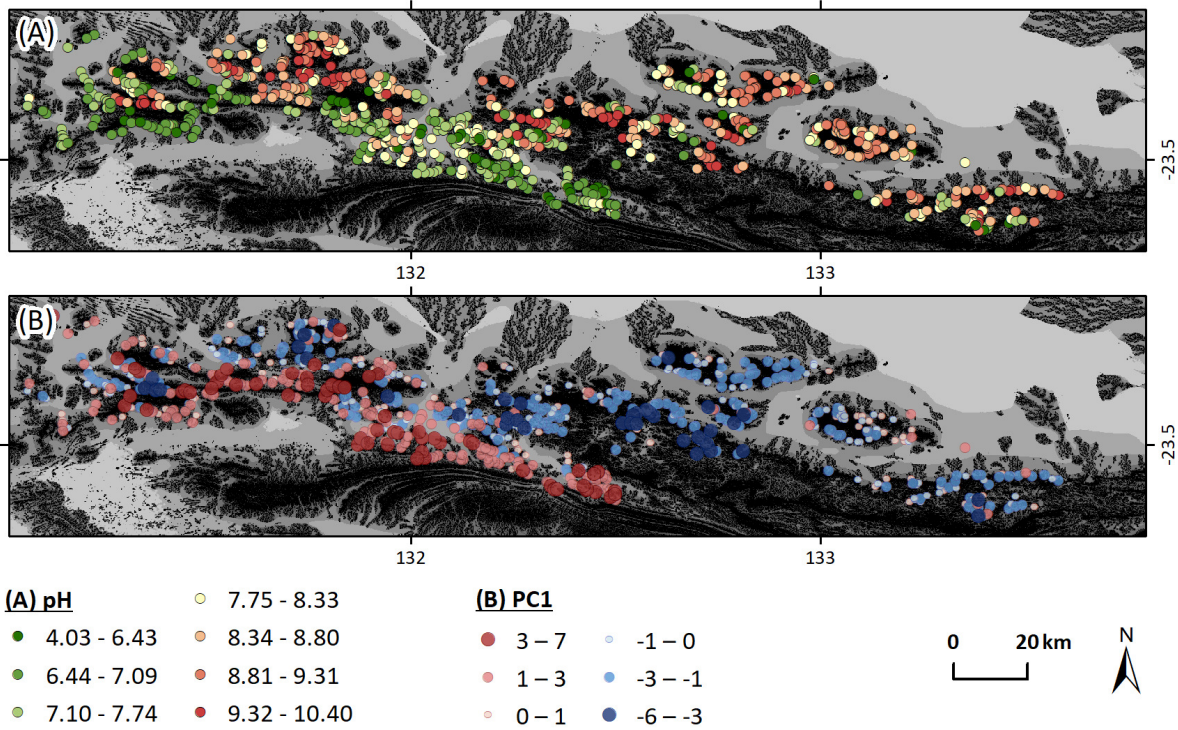 (A)
-23.5
132
133
(B)
-23.5
132
133
(A) pH
4.03 - 6.43
6.44 - 7.09
7.10 - 7.74
7.75 - 8.33
8.34 - 8.80
8.81 - 9.31
9.32 - 10.40
(B) PC1
3 – 7
1 – 3
0 – 1
-1 – 0
-3 – -1
-6 – -3
0 20 km
N